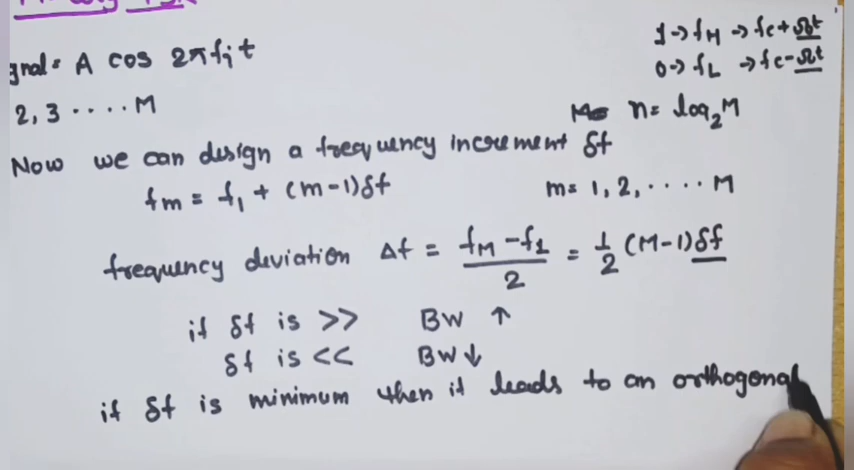 M-ary FSK
gnal = A cos 2πfit
1 → fH → fc + Ωt
0 → fL → fc - Ωt
2, 3 ..... M
n = log2M
Now we can design a frequency increment δf
fm = f1 + (m-1)δf m = 1, 2, ..... M
frequency deviation Δf = fM - f1 / 2 = 1/2 (M-1)δf
if δf is >> BW ↑
δf is << BW ↓
if δf is minimum then it leads to an orthogonal